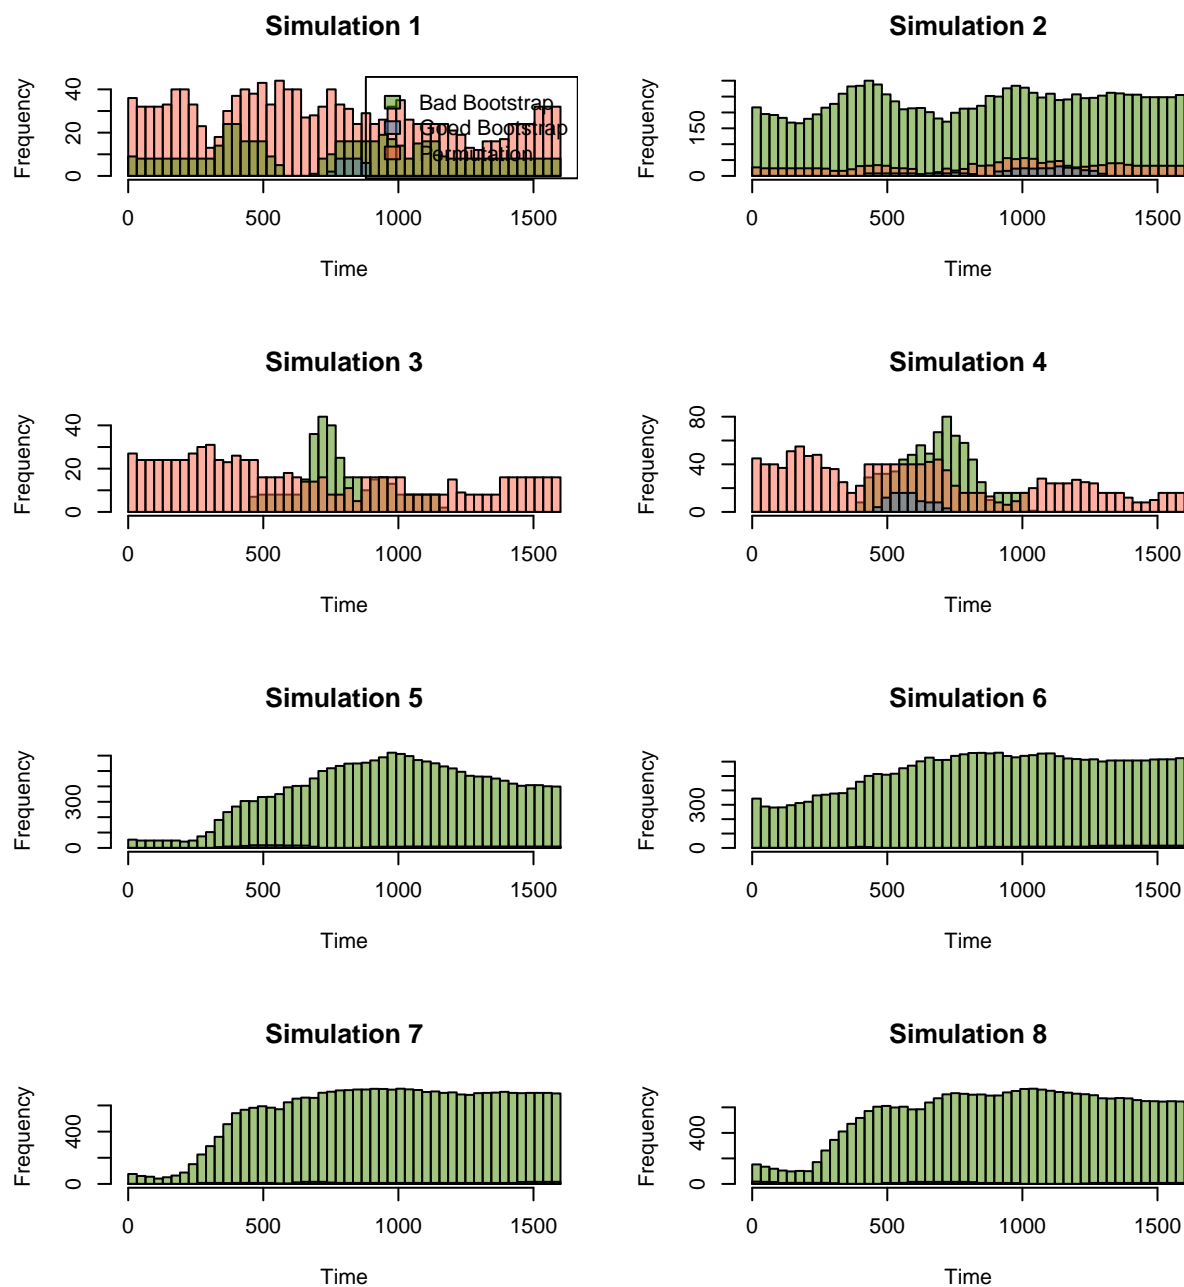 Simulation 1
Frequency
0
20
40
0
500
1000
1500
Time
Bad Bootstrap
Good Bootstrap
Permutation
Simulation 2
Frequency
0
150
0
500
1000
1500
Time
Simulation 3
Frequency
0
20
40
0
500
1000
1500
Time
Simulation 4
Frequency
0
40
80
0
500
1000
1500
Time
Simulation 5
Frequency
0
300
0
500
1000
1500
Time
Simulation 6
Frequency
0
300
0
500
1000
1500
Time
Simulation 7
Frequency
0
400
0
500
1000
1500
Time
Simulation 8
Frequency
0
400
0
500
1000
1500
Time